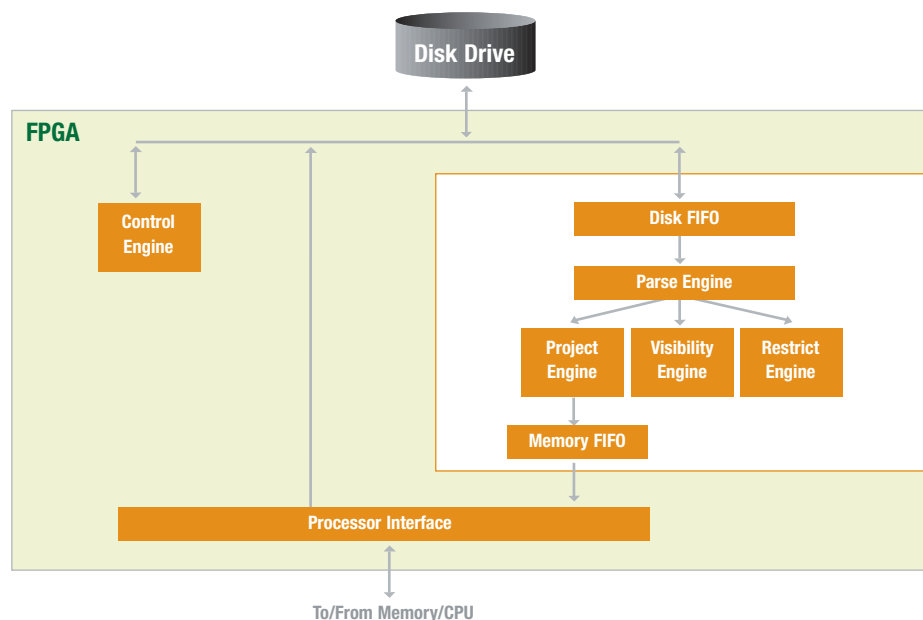 Disk Drive
FPGA
Control
Engine
Disk FIFO
Parse Engine
Project
Engine
Visibility
Engine
Restrict
Engine
Memory FIFO
Processor Interface
To/From Memory/CPU